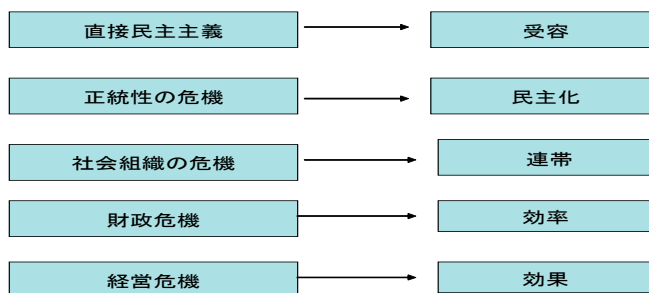 直接民主主義
受容
正統性の危機
民主化
社会組織の危機
連帯
財政危機
効率
経営危機
効果